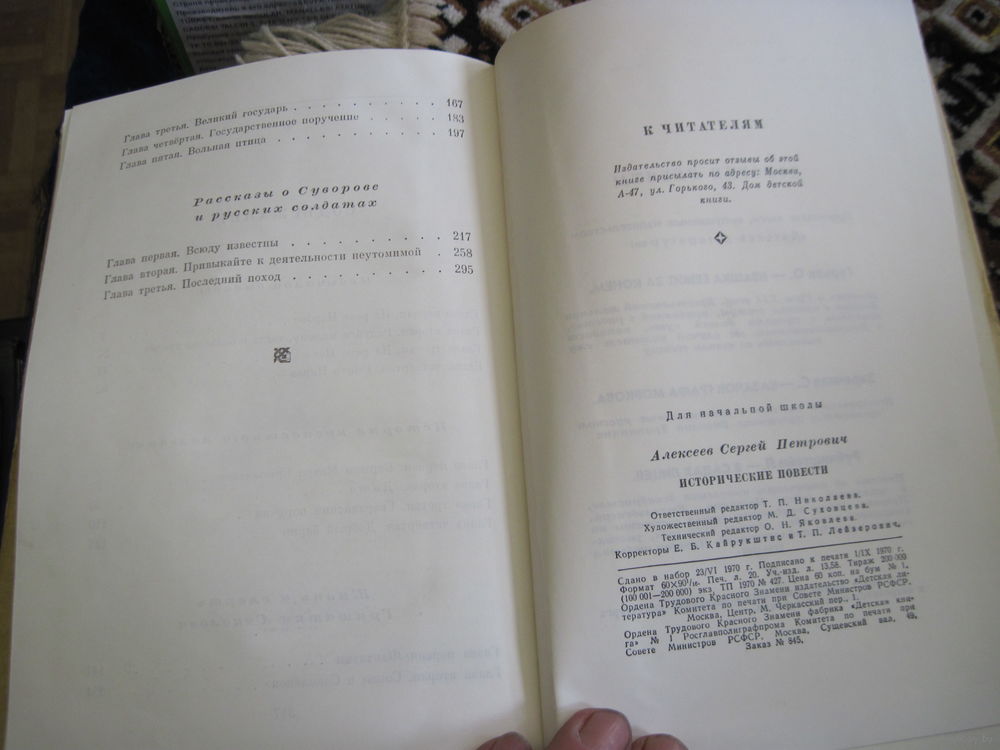 Глава третья. Великий государь . . . . . . . . . . 167
Глава четвёртая. Государственное поручение . . . . . . 183
Глава пятая. Вольная птица . . . . . . . . . . . 197
Рассказы о Суворове
и русских солдатах
Глава первая. Всюду известны . . . . . . . . . . 217
Глава вторая. Привыкайте к деятельности неутомимой . 258
Глава третья. Последний поход . . . . . . . . . . 295
К ЧИТАТЕЛЯМ
Издательство просит отзывы об этой
книге присылать по адресу: Москва,
А-47, ул. Горького, 43. Дом детской
книги.
Для начальной школы
Алексеев Сергей Петрович
ИСТОРИЧЕСКИЕ ПОВЕСТИ
Ответственный редактор Т. П. Николаева.
Художественный редактор М. Д. Суховцева.
Технический редактор О. Н. Яковлева.
Корректоры Е. Б. Кайрукштис и Т. П. Лейзерович.
Сдано в набор 23/VI 1970 г. Подписано к печати 1/IX 1970 г.
Формат 60×90¹/₁₆. Печ. л. 20. Уч.-изд. л. 13,58. Тираж 200 000
(100 001—200 000) экз. ТП 1970 № 427. Цена 60 коп. на бум № 1.
Ордена Трудового Красного Знамени издательство «Детская ли-
тература» Комитета по печати при Совете Министров РСФСР.
Москва, Центр, М. Черкасский пер., 1.
Ордена Трудового Красного Знамени фабрика «Детская кни-
га» № 1 Росглавполиграфпрома Комитета по печати при
Совете Министров РСФСР. Москва, Сущевский вал, 49.
Заказ № 845.